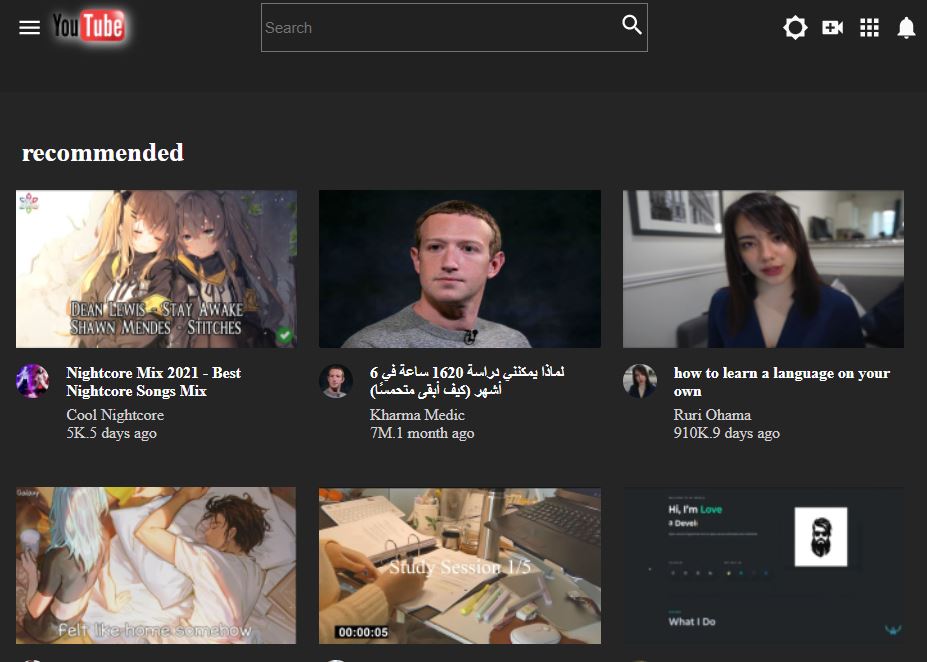 YouTube
Search
recommended
DEAN LEWIS - STAY AWAKE
SHAWN MENDES - STITCHES
Nightcore Mix 2021 - Best
Nightcore Songs Mix
Cool Nightcore
5K.5 days ago
لماذا يمكنني دراسة 1620 ساعة في 6
أشهر (كيف أبقى متحمسًا)
Kharma Medic
7M.1 month ago
how to learn a language on your
own
Ruri Ohama
910K.9 days ago
Galaxy
Felt like home somehow
Study Session 1/5
00:00:05
Hi, I'm Love
a Devel
What I Do